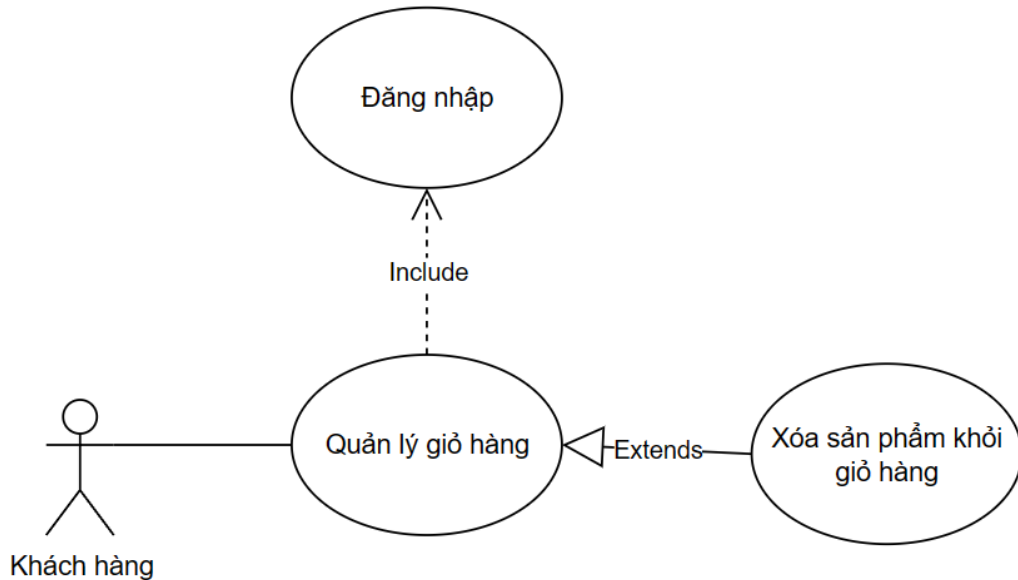 Đăng nhập
Include
Quản lý giỏ hàng
Extends
Xóa sản phẩm khỏi
giỏ hàng
Khách hàng